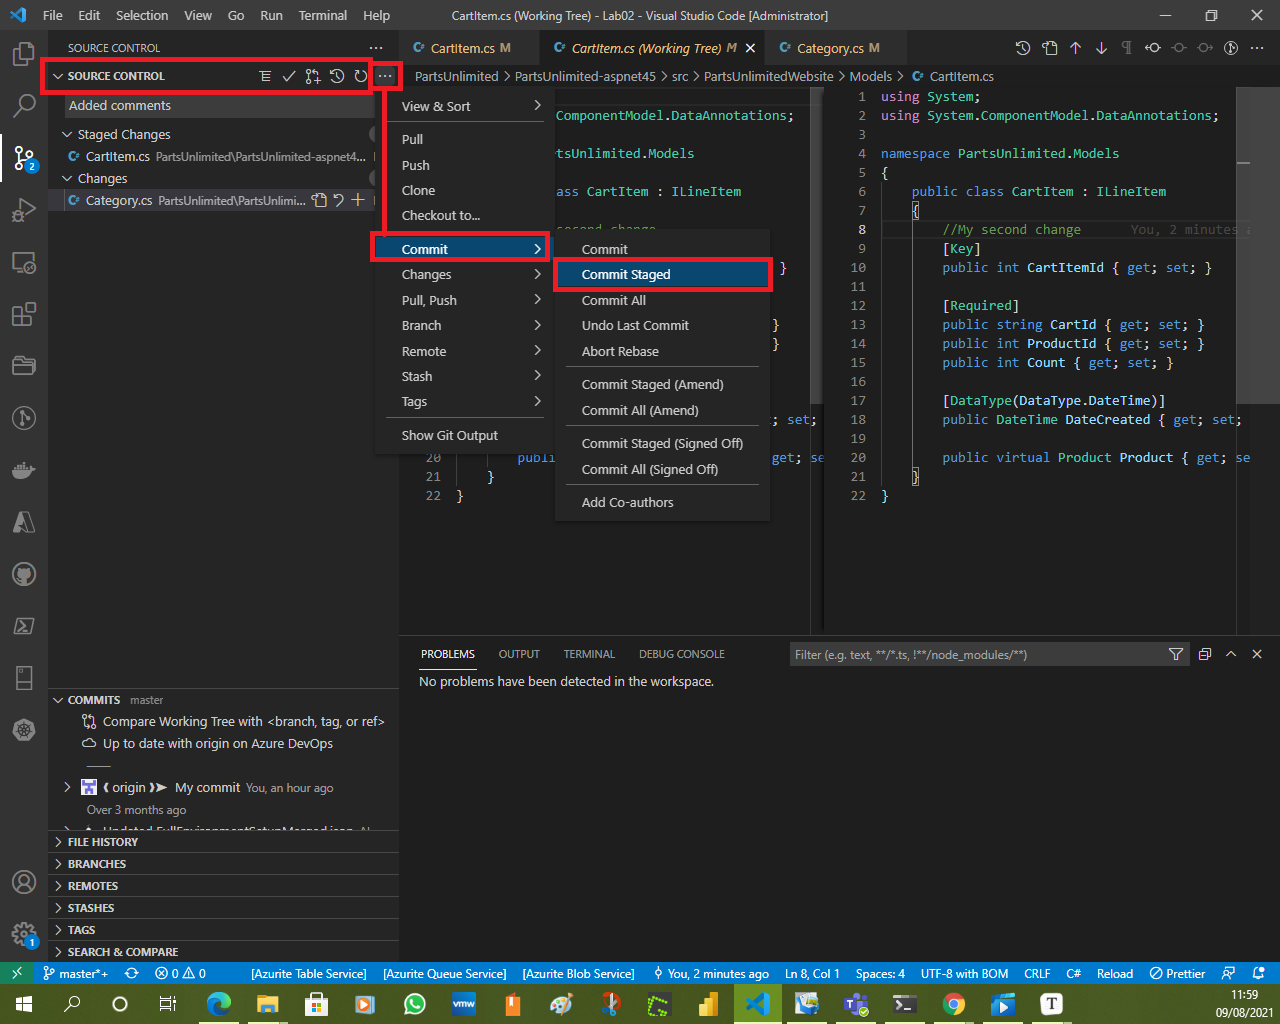 File Edit Selection View Go Run Terminal Help CartItem.cs (Working Tree) - Lab02 - Visual Studio Code [Administrator]
SOURCE CONTROL
CartItem.cs M CartItem.cs (Working Tree) M Category.cs M
SOURCE CONTROL
PartsUnlimited > PartsUnlimited-aspnet45 > src > PartsUnlimitedWebsite > Models > CartItem.cs
Added comments
Staged Changes
CartItem.cs PartsUnlimited\PartsUnlimited-aspnet4...
Changes
Category.cs PartsUnlimited\PartsUnlimi...
2
View & Sort
Pull
Push
Clone
Checkout to...
Commit
Changes
Pull, Push
Branch
Remote
Stash
Tags
Show Git Output
Commit
Commit Staged
Commit All
Undo Last Commit
Abort Rebase
Commit Staged (Amend)
Commit All (Amend)
Commit Staged (Signed Off)
Commit All (Signed Off)
Add Co-authors
ComponentModel.DataAnnotations;
tsUnlimited.Models
ass CartItem : ILineItem
}
}
}
; set;
20 publi get; se
21 }
22 }
1 using System;
2 using System.ComponentModel.DataAnnotations;
3
4 namespace PartsUnlimited.Models
5 {
6 public class CartItem : ILineItem
7 {
8 //My second change You, 2 minutes a
9 [Key]
10 public int CartItemId { get; set; }
11
12 [Required]
13 public string CartId { get; set; }
14 public int ProductId { get; set; }
15 public int Count { get; set; }
16
17 [DataType(DataType.DateTime)]
18 public DateTime DateCreated { get; set;
19
20 public virtual Product Product { get; se
21 }
22 }
PROBLEMS OUTPUT TERMINAL DEBUG CONSOLE Filter (e.g. text, **/*.ts, !**/node_modules/**)
No problems have been detected in the workspace.
COMMITS master
Compare Working Tree with <branch, tag, or ref>
Up to date with origin on Azure DevOps
origin My commit You, an hour ago
Over 3 months ago
FILE HISTORY
BRANCHES
REMOTES
STASHES
TAGS
SEARCH & COMPARE
1
master*+ 0 0 [Azurite Table Service] [Azurite Queue Service] [Azurite Blob Service] You, 2 minutes ago Ln 8, Col 1 Spaces: 4 UTF-8 with BOM CRLF C# Reload Prettier
vmw T
11:59
09/08/2021